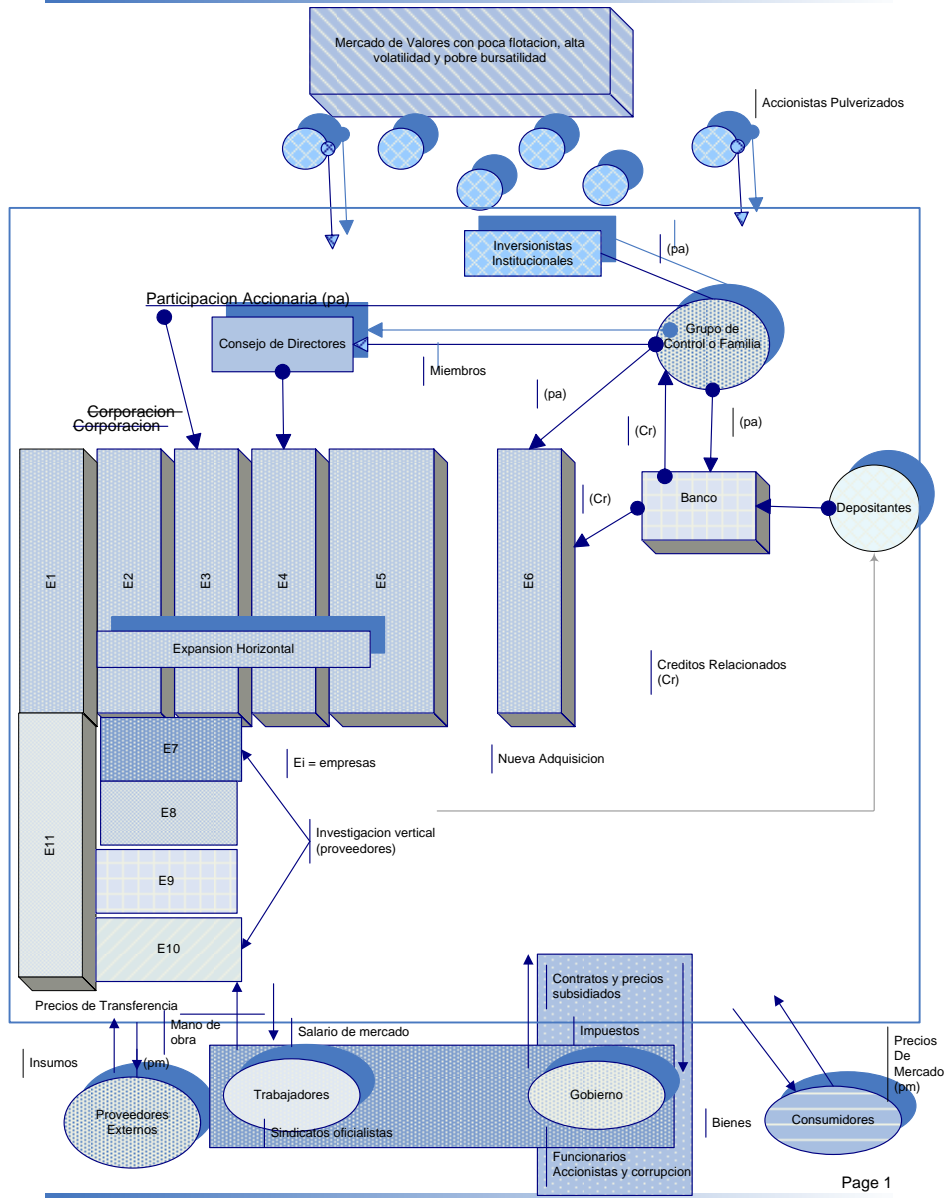 Mercado de Valores con poca flotacion, alta
volatilidad y pobre bursatilidad
Accionistas Pulverizados
Inversionistas
Institucionales
(pa)
Participacion Accionaria (pa)
Consejo de Directores
Grupo de
Control o Familia
Miembros
(pa)
(Cr)
(pa)
Corporacion
Corporacion
(Cr)
Banco
Depositantes
E1
E2
E3
E4
E5
E6
Expansion Horizontal
Creditos Relacionados
(Cr)
E7
Ei = empresas
Nueva Adquisicion
E8
Investigacion vertical
(proveedores)
E11
E9
E10
Contratos y precios
subsidiados
Precios de Transferencia
Mano de
obra
Salario de mercado
Impuestos
Precios
De
Mercado
(pm)
Insumos
(pm)
Trabajadores
Gobierno
Proveedores
Externos
Bienes
Consumidores
Sindicatos oficialistas
Funcionarios
Accionistas y corrupcion
Page 1